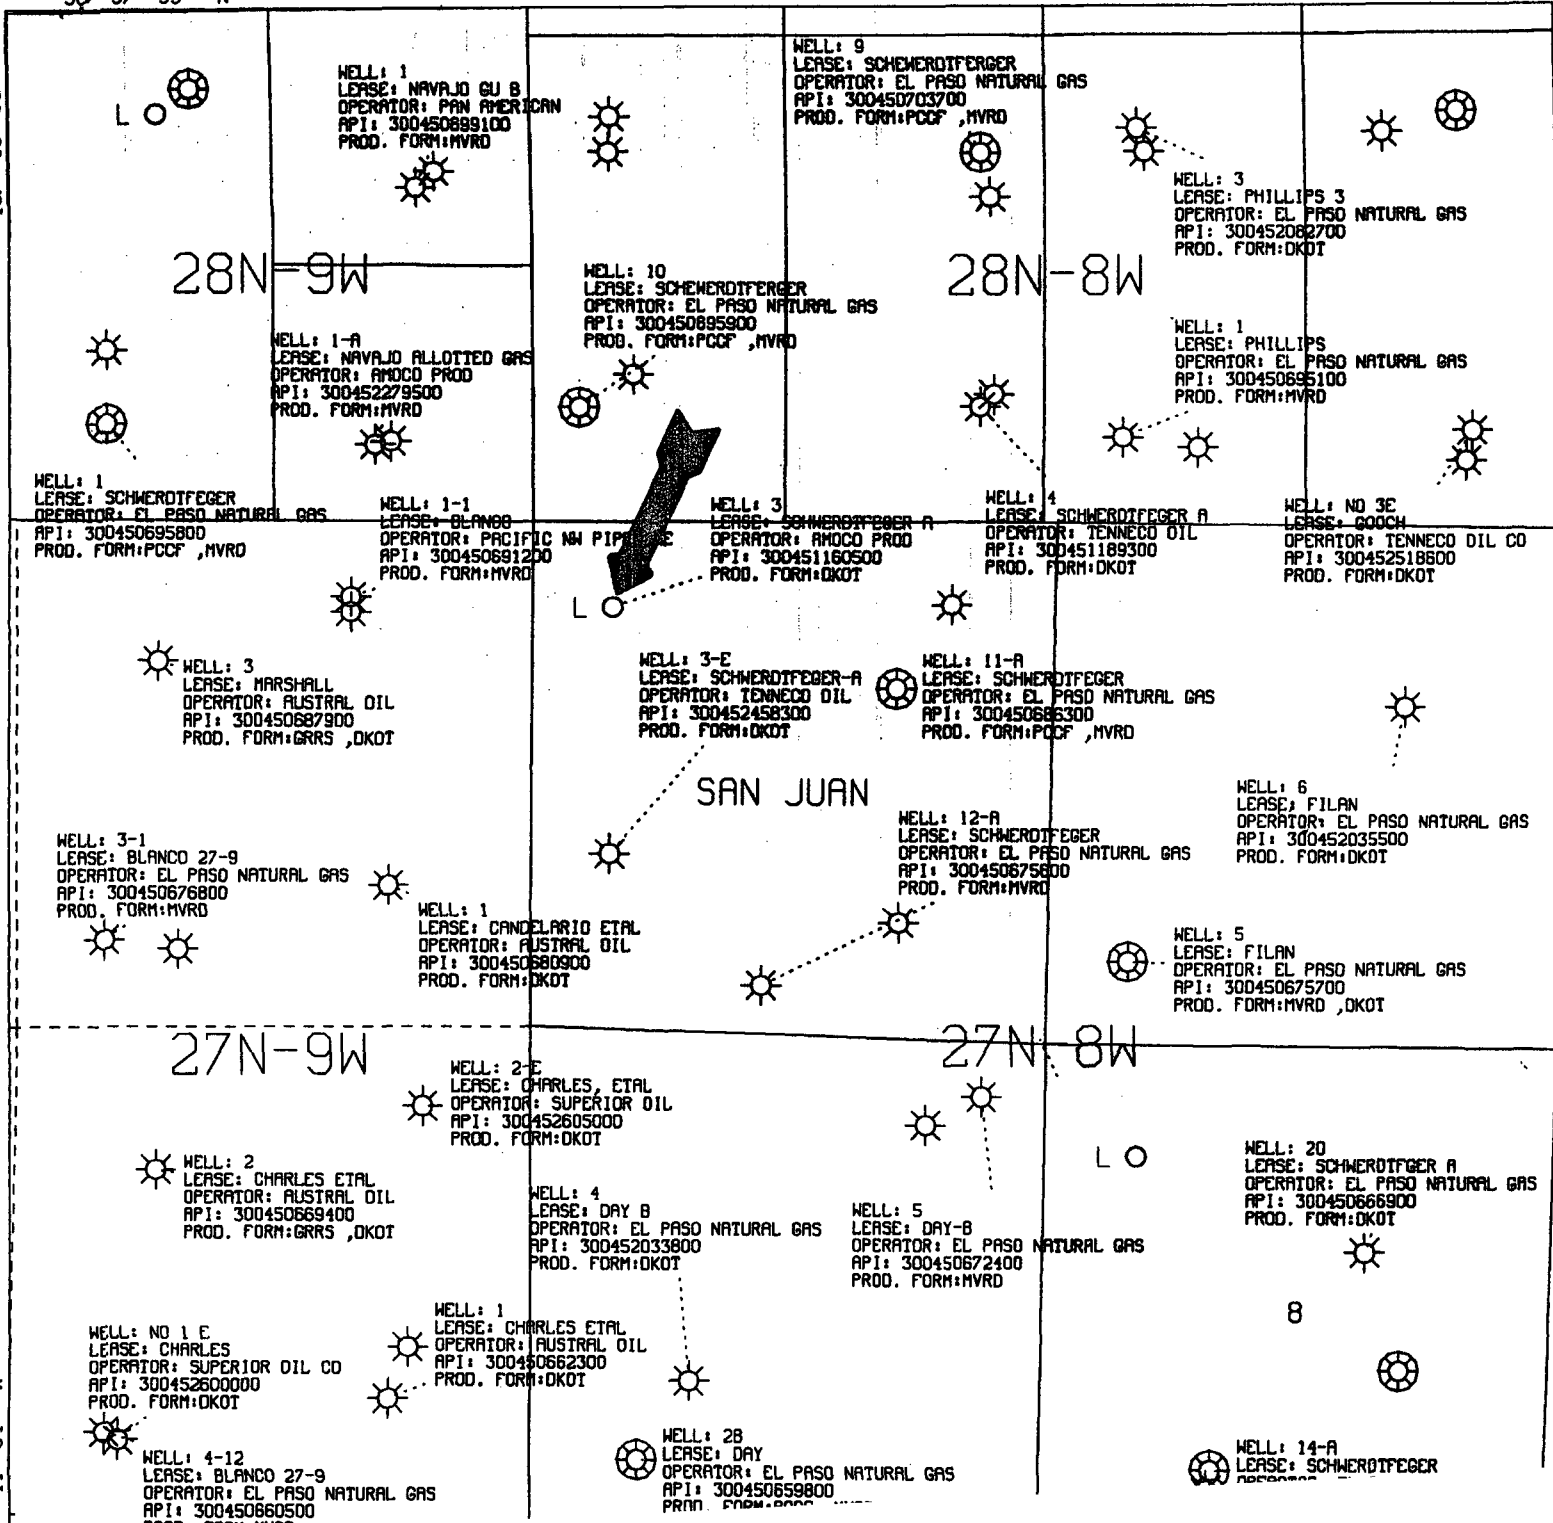 WELL: 9
LEASE: SCHEWERDTFERGER
OPERATOR: EL PASO NATURAL GAS
API: 300450703700
PROD. FORM:PCCF ,MVRD
WELL: 1
LEASE: NAVAJO GU B
OPERATOR: PAN AMERICAN
API: 300450899100
PROD. FORM:MVRD
L
WELL: 3
LEASE: PHILLIPS 3
OPERATOR: EL PASO NATURAL GAS
API: 300452082700
PROD. FORM:DKOT
28N-9W
28N-8W
WELL: 10
LEASE: SCHEWERDTFERGER
OPERATOR: EL PASO NATURAL GAS
API: 300450695900
PROD. FORM:PCCF ,MVRD
WELL: 1-A
LEASE: NAVAJO ALLOTTED GAS
OPERATOR: AMOCO PROD
API: 300452279500
PROD. FORM:MVRD
WELL: 1
LEASE: PHILLIPS
OPERATOR: EL PASO NATURAL GAS
API: 300450695100
PROD. FORM:MVRD
WELL: 1
LEASE: SCHWERDTFEGER
OPERATOR: EL PASO NATURAL GAS
API: 300450695800
PROD. FORM:PCCF ,MVRD
WELL: 1-1
LEASE: BLANCO
OPERATOR: PACIFIC NW
API: 300450691200
PROD. FORM:MVRD
WELL: 3
LEASE: SCHWERDTFEGER A
OPERATOR: AMOCO PROD
API: 300451160500
PROD. FORM:DKOT
WELL: 4
LEASE: SCHWERDTFEGER A
OPERATOR: TENNECO OIL
API: 300451189300
PROD. FORM:DKOT
WELL: NO 3E
LEASE: GOOCH
OPERATOR: TENNECO OIL CO
API: 300452518600
PROD. FORM:DKOT
L
WELL: 3
LEASE: MARSHALL
OPERATOR: AUSTRAL OIL
API: 300450687900
PROD. FORM:GRRS ,DKOT
WELL: 3-E
LEASE: SCHWERDTFEGER-A
OPERATOR: TENNECO OIL
API: 300452458300
PROD. FORM:DKOT
WELL: 11-A
LEASE: SCHWERDTFEGER
OPERATOR: EL PASO NATURAL GAS
API: 300450686300
PROD. FORM:PCCF ,MVRD
SAN JUAN
WELL: 6
LEASE: FILAN
OPERATOR: EL PASO NATURAL GAS
API: 300452035500
PROD. FORM:DKOT
WELL: 12-A
LEASE: SCHWERDTFEGER
OPERATOR: EL PASO NATURAL GAS
API: 300450675600
PROD. FORM:MVRD
WELL: 3-1
LEASE: BLANCO 27-9
OPERATOR: EL PASO NATURAL GAS
API: 300450676800
PROD. FORM:MVRD
WELL: 1
LEASE: CANDELARIO ETAL
OPERATOR: AUSTRAL OIL
API: 300450680900
PROD. FORM:DKOT
WELL: 5
LEASE: FILAN
OPERATOR: EL PASO NATURAL GAS
API: 300450675700
PROD. FORM:MVRD ,DKOT
27N-9W
27N-8W
WELL: 2-E
LEASE: CHARLES, ETAL
OPERATOR: SUPERIOR OIL
API: 300452605000
PROD. FORM:DKOT
L
WELL: 2
LEASE: CHARLES ETAL
OPERATOR: AUSTRAL OIL
API: 300450669400
PROD. FORM:GRRS ,DKOT
WELL: 20
LEASE: SCHWERDTFGER A
OPERATOR: EL PASO NATURAL GAS
API: 300450666900
PROD. FORM:DKOT
WELL: 4
LEASE: DAY B
OPERATOR: EL PASO NATURAL GAS
API: 300452033800
PROD. FORM:DKOT
WELL: 5
LEASE: DAY-B
OPERATOR: EL PASO NATURAL GAS
API: 300450672400
PROD. FORM:MVRD
8
WELL: 1
LEASE: CHARLES ETAL
OPERATOR: AUSTRAL OIL
API: 300450662300
PROD. FORM:DKOT
WELL: NO 1 E
LEASE: CHARLES
OPERATOR: SUPERIOR OIL CO
API: 300452600000
PROD. FORM:DKOT
WELL: 4-12
LEASE: BLANCO 27-9
OPERATOR: EL PASO NATURAL GAS
API: 300450660500
WELL: 28
LEASE: DAY
OPERATOR: EL PASO NATURAL GAS
API: 300450659800
PROD.
WELL: 14-A
LEASE: SCHWERDTFEGER